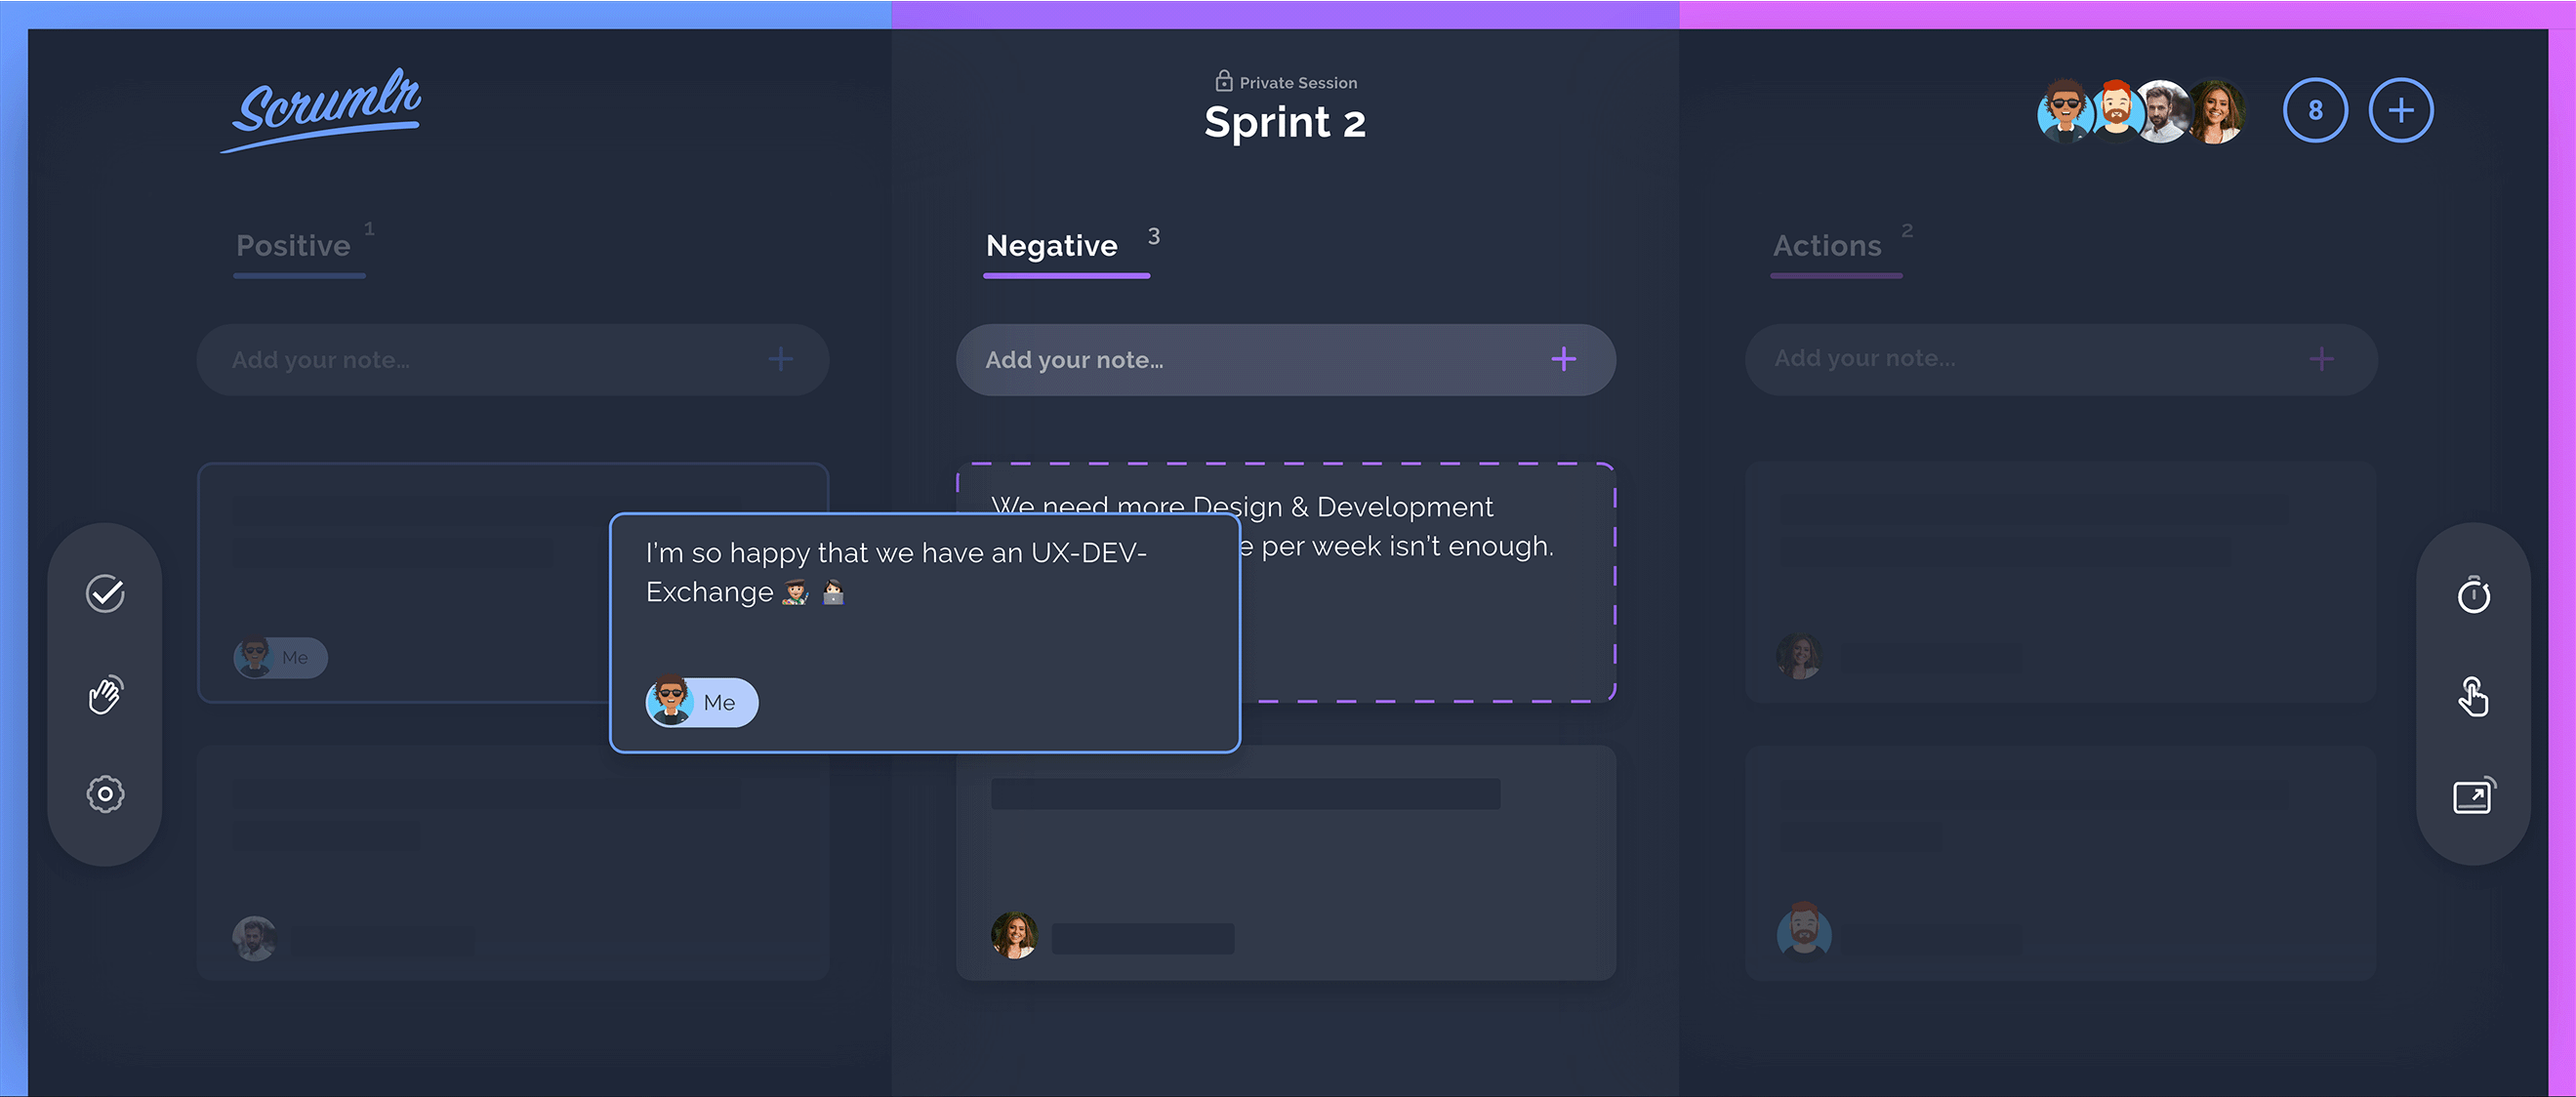 Scrumlr
Private Session
Sprint 2
8
Positive 1
Add your note...
Me
Negative 3
Add your note...
We need more Design & Development
e per week isn't enough.
I'm so happy that we have an UX-DEV-
Exchange
Me
Actions 2
Add your note...